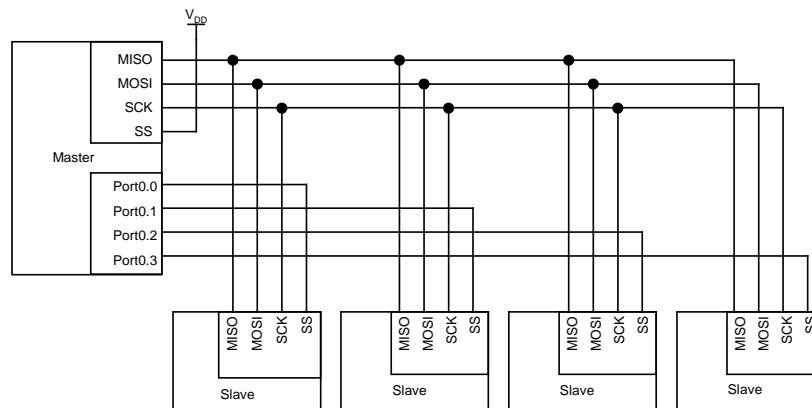 VDD
MISO
MOSI
SCK
SS
Master
Port0.0
Port0.1
Port0.2
Port0.3
MISO
MOSI
SCK
SS
MISO
MOSI
SCK
SS
MISO
MOSI
SCK
SS
MISO
MOSI
SCK
SS
Slave
Slave
Slave
Slave